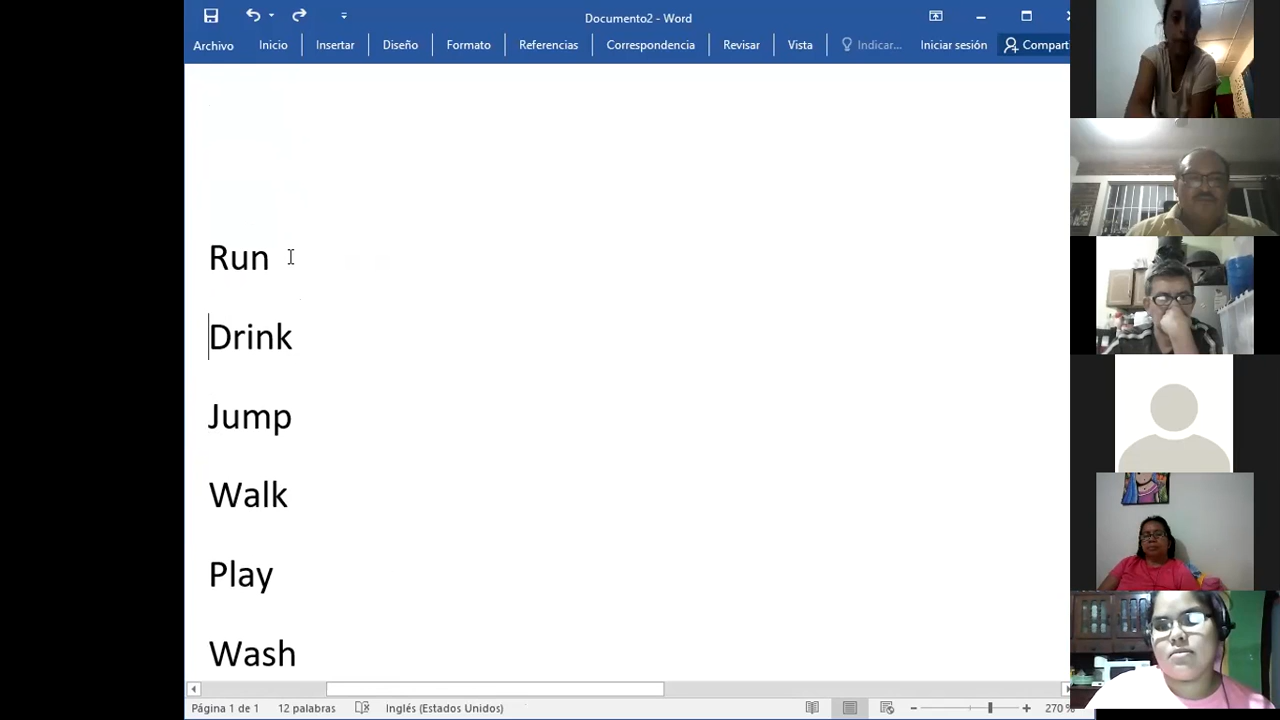 Documento2 - Word
Archivo Inicio Insertar Diseño Formato Referencias Correspondencia Revisar Vista Indicar... Iniciar sesión Compart
Run
Drink
Jump
Walk
Play
Wash
Página 1 de 1 12 palabras Inglés (Estados Unidos) 270 %